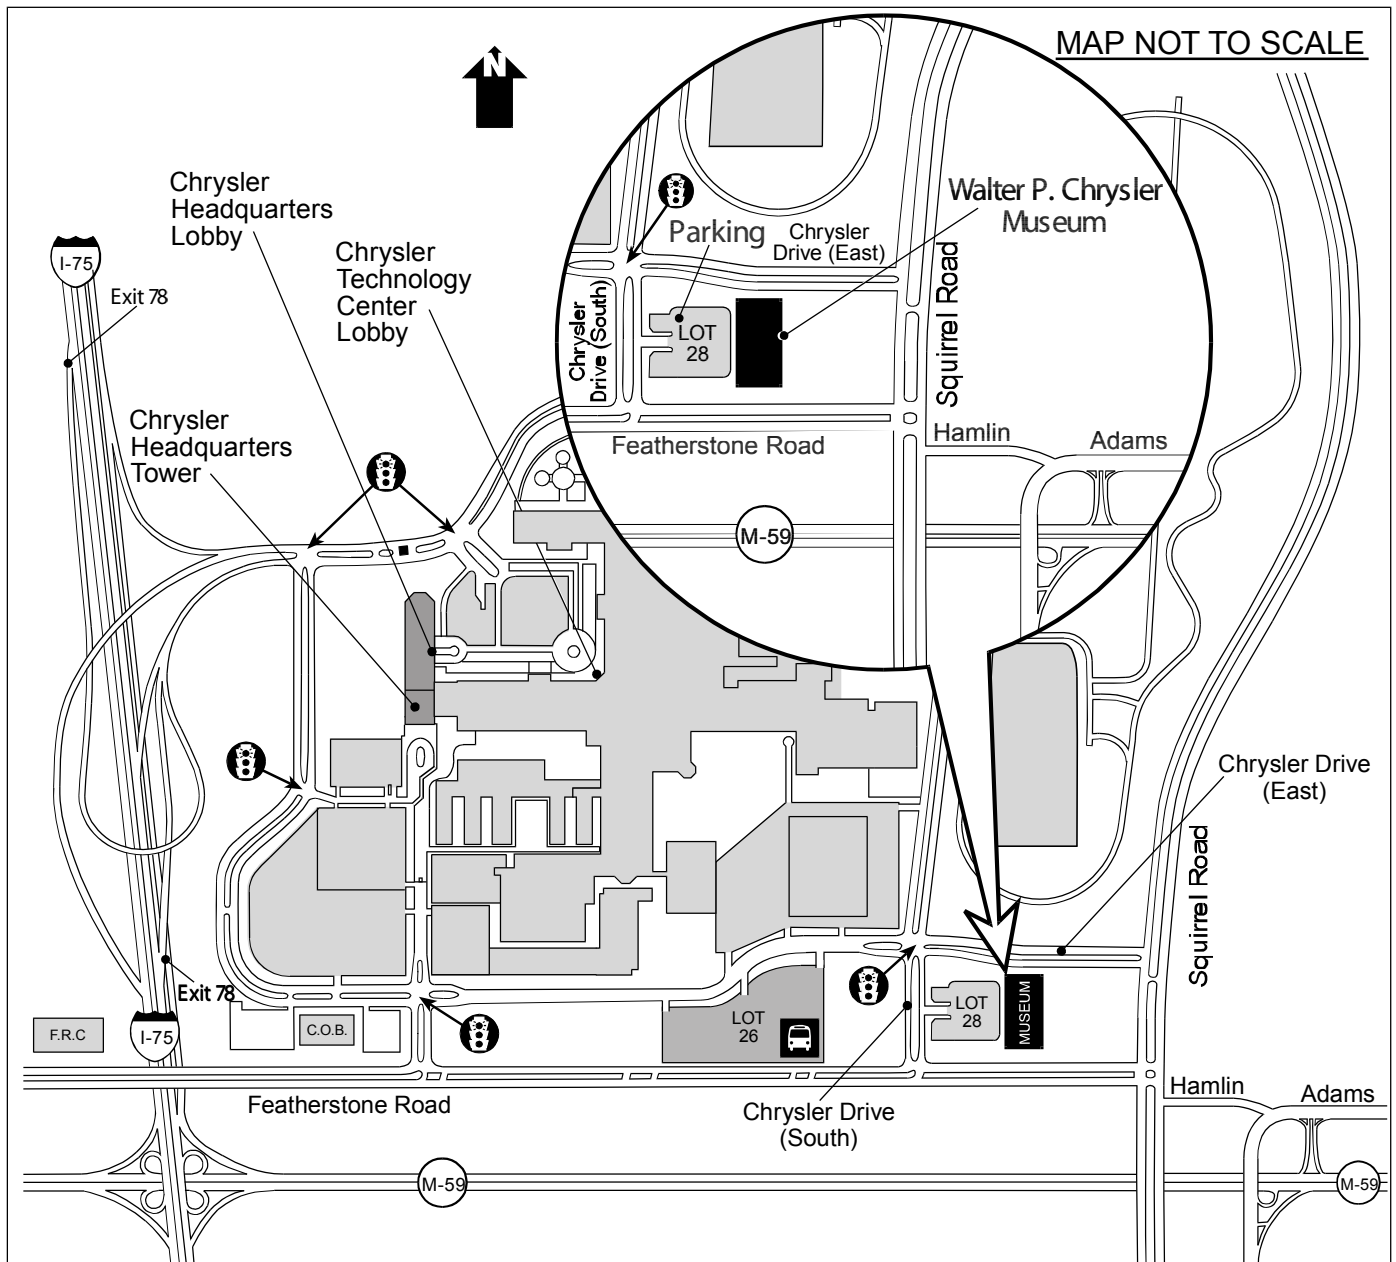 MAP NOT TO SCALE
N
Chrysler
Headquarters
Lobby
Chrysler
Technology
Center
Lobby
I-75
Exit 78
Chrysler
Headquarters
Tower
Walter P. Chrysler
Museum
Parking
Chrysler
Drive (East)
Squirrel Road
Chrysler
Drive (South)
LOT
28
Featherstone Road
Hamlin
Adams
M-59
Chrysler Drive
(East)
Squirrel Road
Exit 78
I-75
F.R.C
C.O.B.
LOT
26
LOT
28
MUSEUM
Featherstone Road
Chrysler Drive
(South)
Hamlin
Adams
M-59
M-59